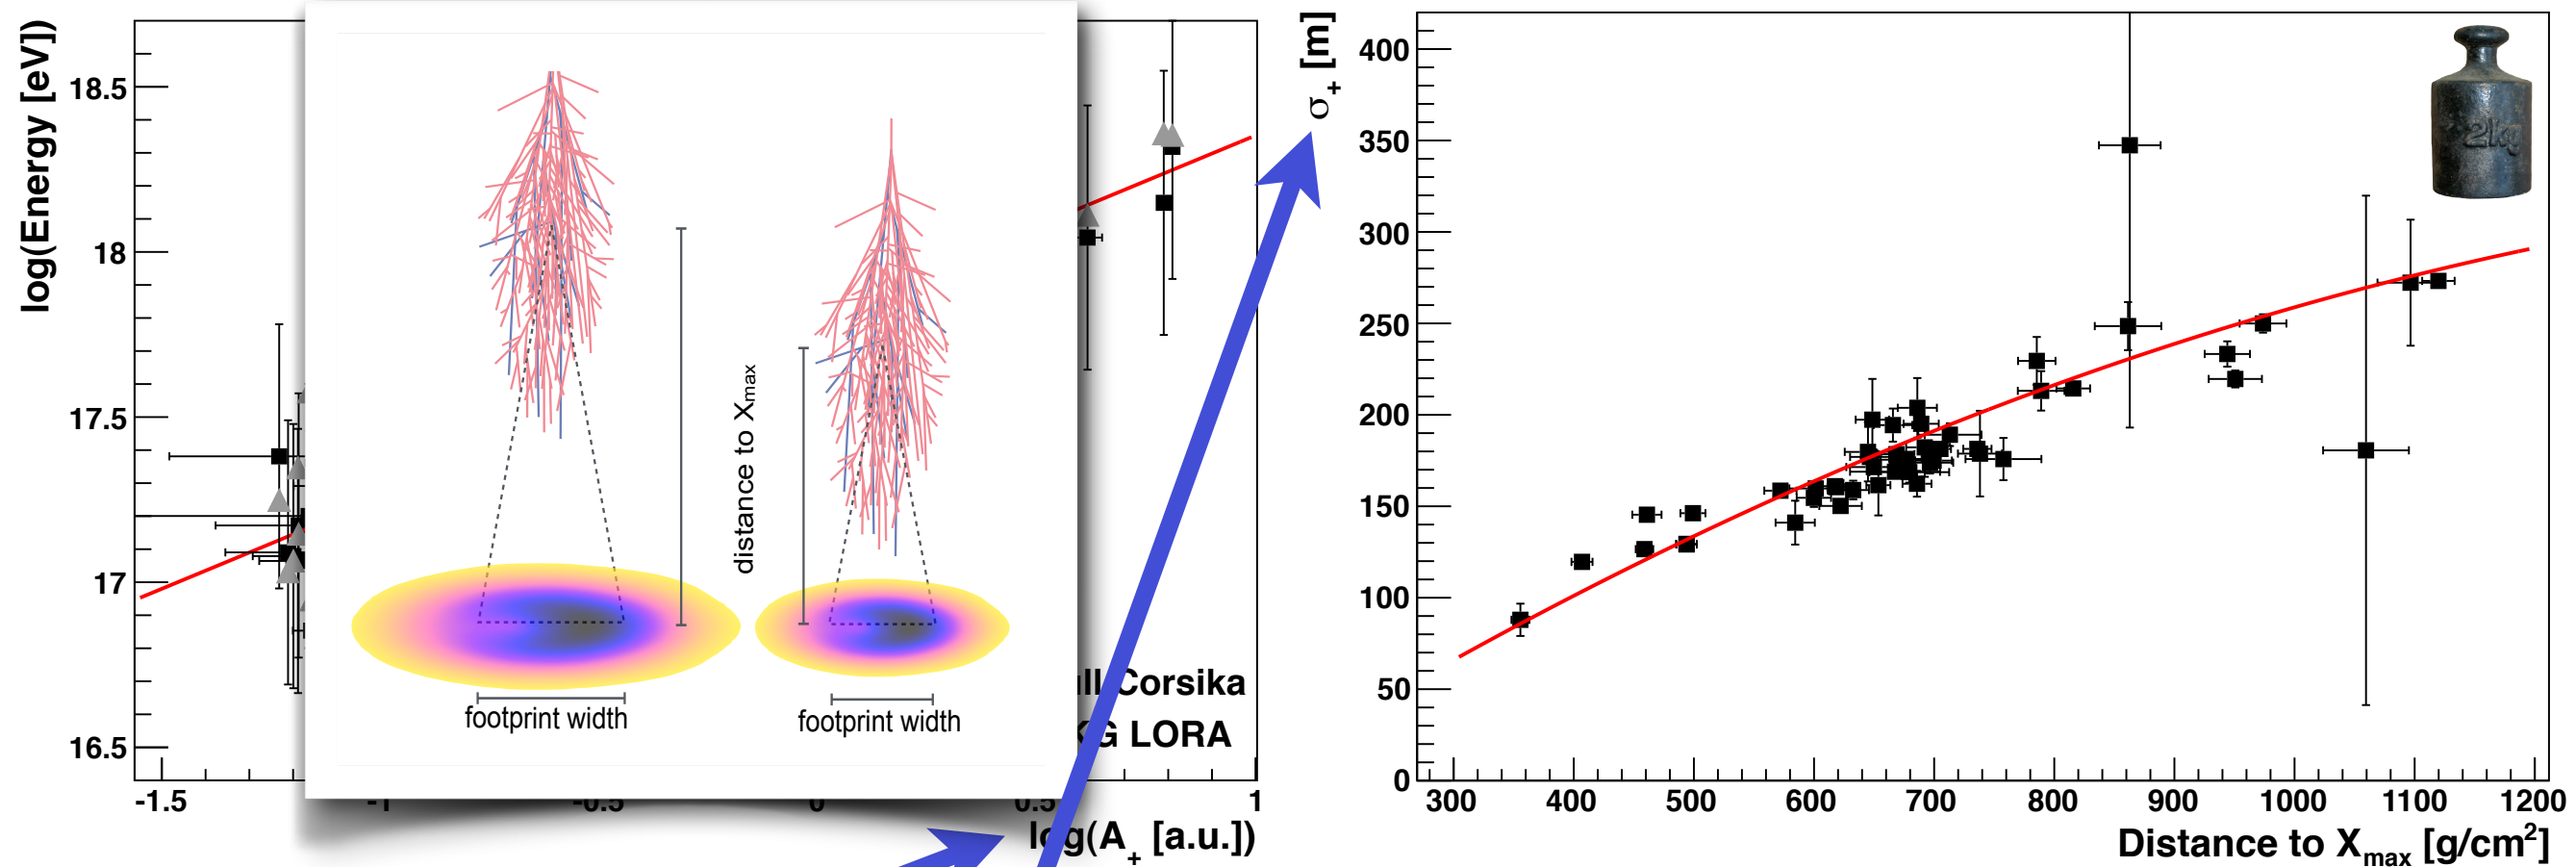 log(Energy [eV])
18.5
18
17.5
17
16.5
-1.5
-1
-0.5
0
0.5
1
log(A+ [a.u.])
Corsika
LORA
distance to Xmax
footprint width
footprint width
σ+ [m]
400
350
300
250
200
150
100
50
0
300 400 500 600 700 800 900 1000 1100 1200
Distance to Xmax [g/cm²]
2kg